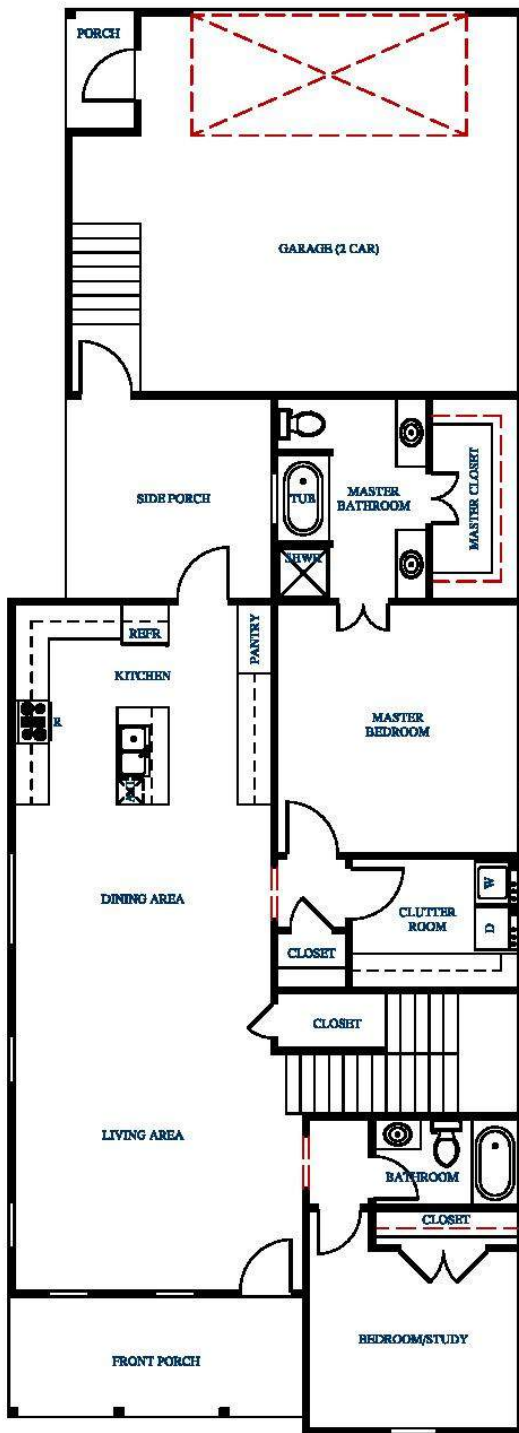 PORCH
GARAGE (2 CAR)
SIDE PORCH
TUB
MASTER
BATHROOM
MASTER CLOSET
SHWR
REFR
PANTRY
KITCHEN
R
MASTER
BEDROOM
DINING AREA
W
CLUTTER
ROOM
D
CLOSET
CLOSET
LIVING AREA
BATHROOM
CLOSET
BEDROOM/STUDY
FRONT PORCH